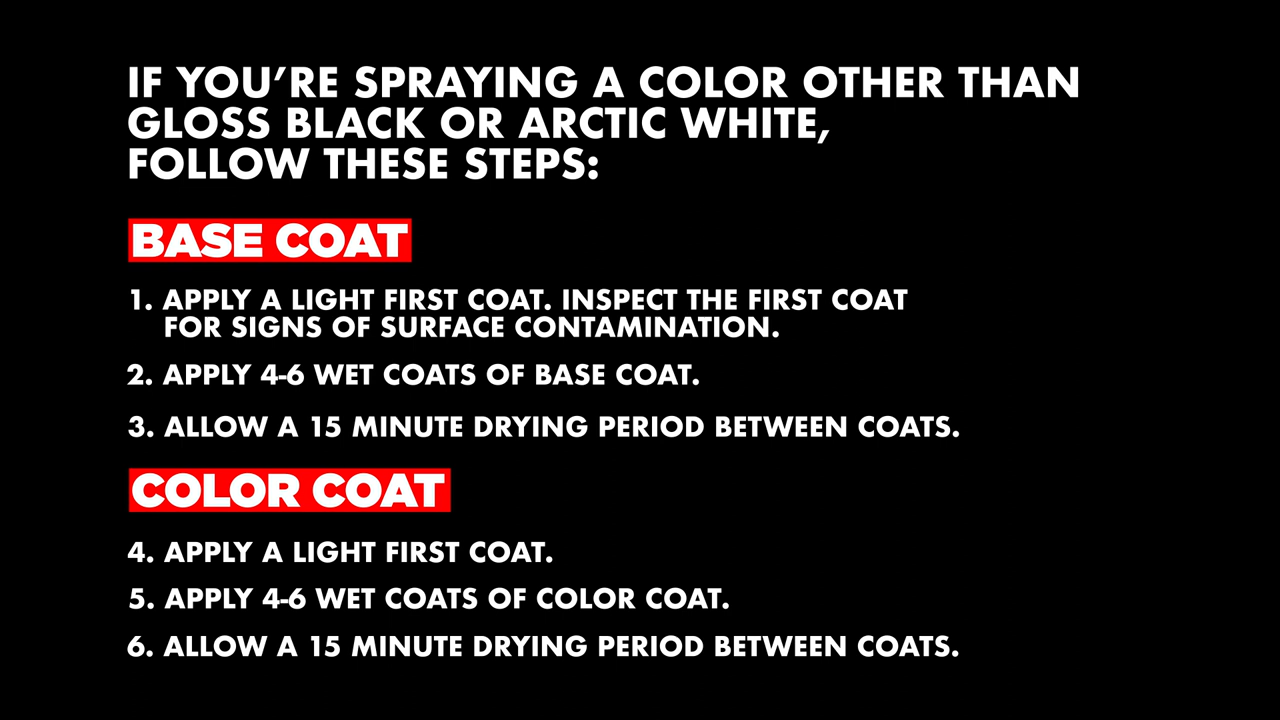 IF YOU’RE SPRAYING A COLOR OTHER THAN
GLOSS BLACK OR ARCTIC WHITE,
FOLLOW THESE STEPS:
BASE COAT
1. APPLY A LIGHT FIRST COAT. INSPECT THE FIRST COAT
FOR SIGNS OF SURFACE CONTAMINATION.
2. APPLY 4-6 WET COATS OF BASE COAT.
3. ALLOW A 15 MINUTE DRYING PERIOD BETWEEN COATS.
COLOR COAT
4. APPLY A LIGHT FIRST COAT.
5. APPLY 4-6 WET COATS OF COLOR COAT.
6. ALLOW A 15 MINUTE DRYING PERIOD BETWEEN COATS.